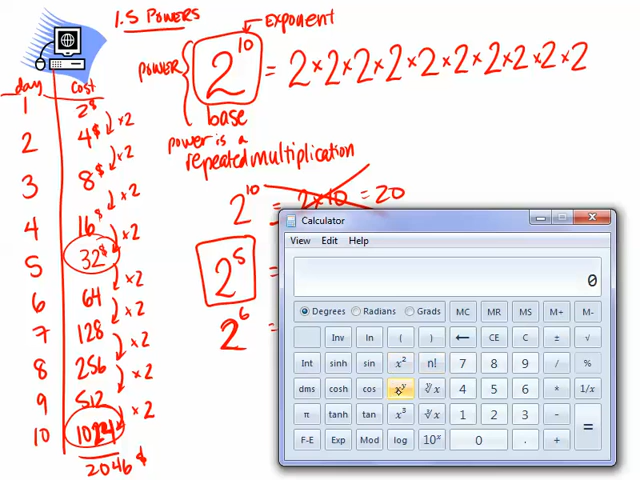 1.5 POWERS
Exponent
POWER
2^10 = 2×2×2×2×2×2×2×2×2×2
base
power is a
repeated multiplication
2^10 = 2×10 = 20
2^5 =
2^6 =
day cost
1 2$
×2
2 4$
×2
3 8$
×2
4 16$
×2
5 32$
×2
6 64
×2
7 128
×2
8 256
×2
9 512
×2
10 1024
2046$
Calculator
View Edit Help
0
Degrees Radians Grads MC MR MS M+ M-
Inv ln ( ) ← CE C ± √
Int sinh sin x² n! 7 8 9 / %
dms cosh cos xʸ ʸ√x 4 5 6 * 1/x
π tanh tan x³ ³√x 1 2 3 - =
F-E Exp Mod log 10ˣ 0 . +